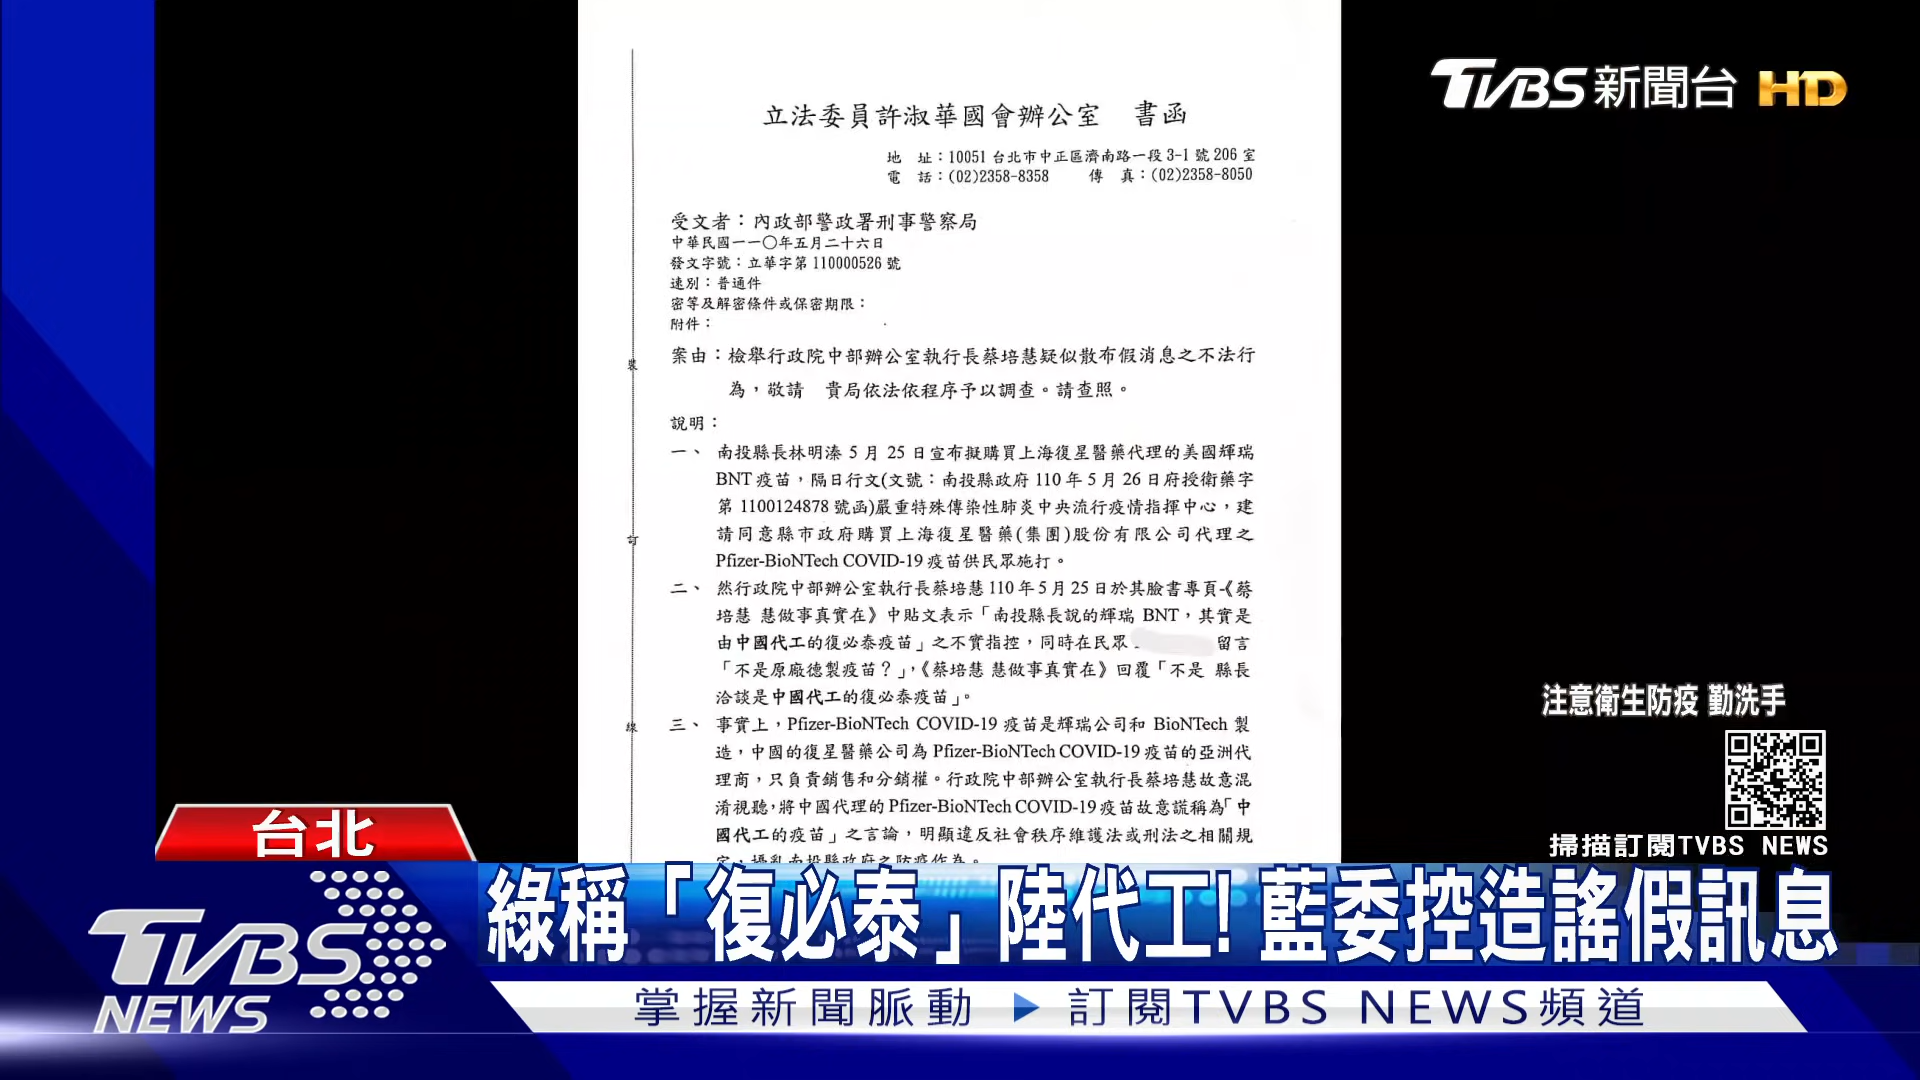 TVBS新聞台 HD
立法委員許淑華國會辦公室 書函
地 址：10051 台北市中正區濟南路一段 3-1 號 206 室
電 話：(02)2358-8358 傳 真：(02)2358-8050
受文者：內政部警政署刑事警察局
中華民國一一〇年五月二十六日
發文字號：立華字第 110000526 號
速別：普通件
密等及解密條件或保密期限：
附件：
案由：檢舉行政院中部辦公室執行長蔡培慧疑似散布假消息之不法行
為，敬請 貴局依法依程序予以調查。請查照。
說明：
一、 南投縣長林明溱 5 月 25 日宣布擬購買上海復星醫藥代理的美國輝瑞
BNT 疫苗，隔日行文(文號：南投縣政府 110 年 5 月 26 日府授衛藥字
第 1100124878 號函)嚴重特殊傳染性肺炎中央流行疫情指揮中心，建
請同意縣市政府購買上海復星醫藥(集團)股份有限公司代理之
Pfizer-BioNTech COVID-19 疫苗供民眾施打。
二、 然行政院中部辦公室執行長蔡培慧 110 年 5 月 25 日於其臉書專頁-《蔡
培慧 慧做事真實在》中貼文表示「南投縣長說的輝瑞 BNT，其實是
由中國代工的復必泰疫苗」之不實指控，同時在民眾 留言
「不是原廠德製疫苗？」，《蔡培慧 慧做事真實在》回覆「不是 縣長
洽談是中國代工的復必泰疫苗」。
三、 事實上，Pfizer-BioNTech COVID-19 疫苗是輝瑞公司和 BioNTech 製
造，中國的復星醫藥公司為 Pfizer-BioNTech COVID-19 疫苗的亞洲代
理商，只負責銷售和分銷權。行政院中部辦公室執行長蔡培慧故意混
淆視聽，將中國代理的 Pfizer-BioNTech COVID-19 疫苗故意謊稱為「中
國代工的疫苗」之言論，明顯違反社會秩序維護法或刑法之相關規
定，擾亂南投縣政府之防疫作為。
裝
訂
線
注意衛生防疫 勤洗手
掃描訂閱TVBS NEWS
台北
綠稱「復必泰」陸代工! 藍委控造謠假訊息
TVBS
NEWS
掌握新聞脈動 ▶ 訂閱TVBS NEWS頻道